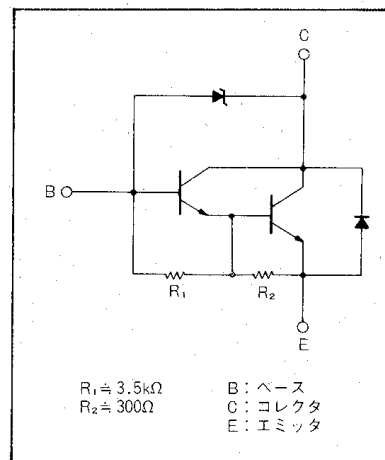 C
B
R₁
R₂
E
R₁≒3.5kΩ B：ベース
R₂≒300Ω C：コレクタ
E：エミッタ